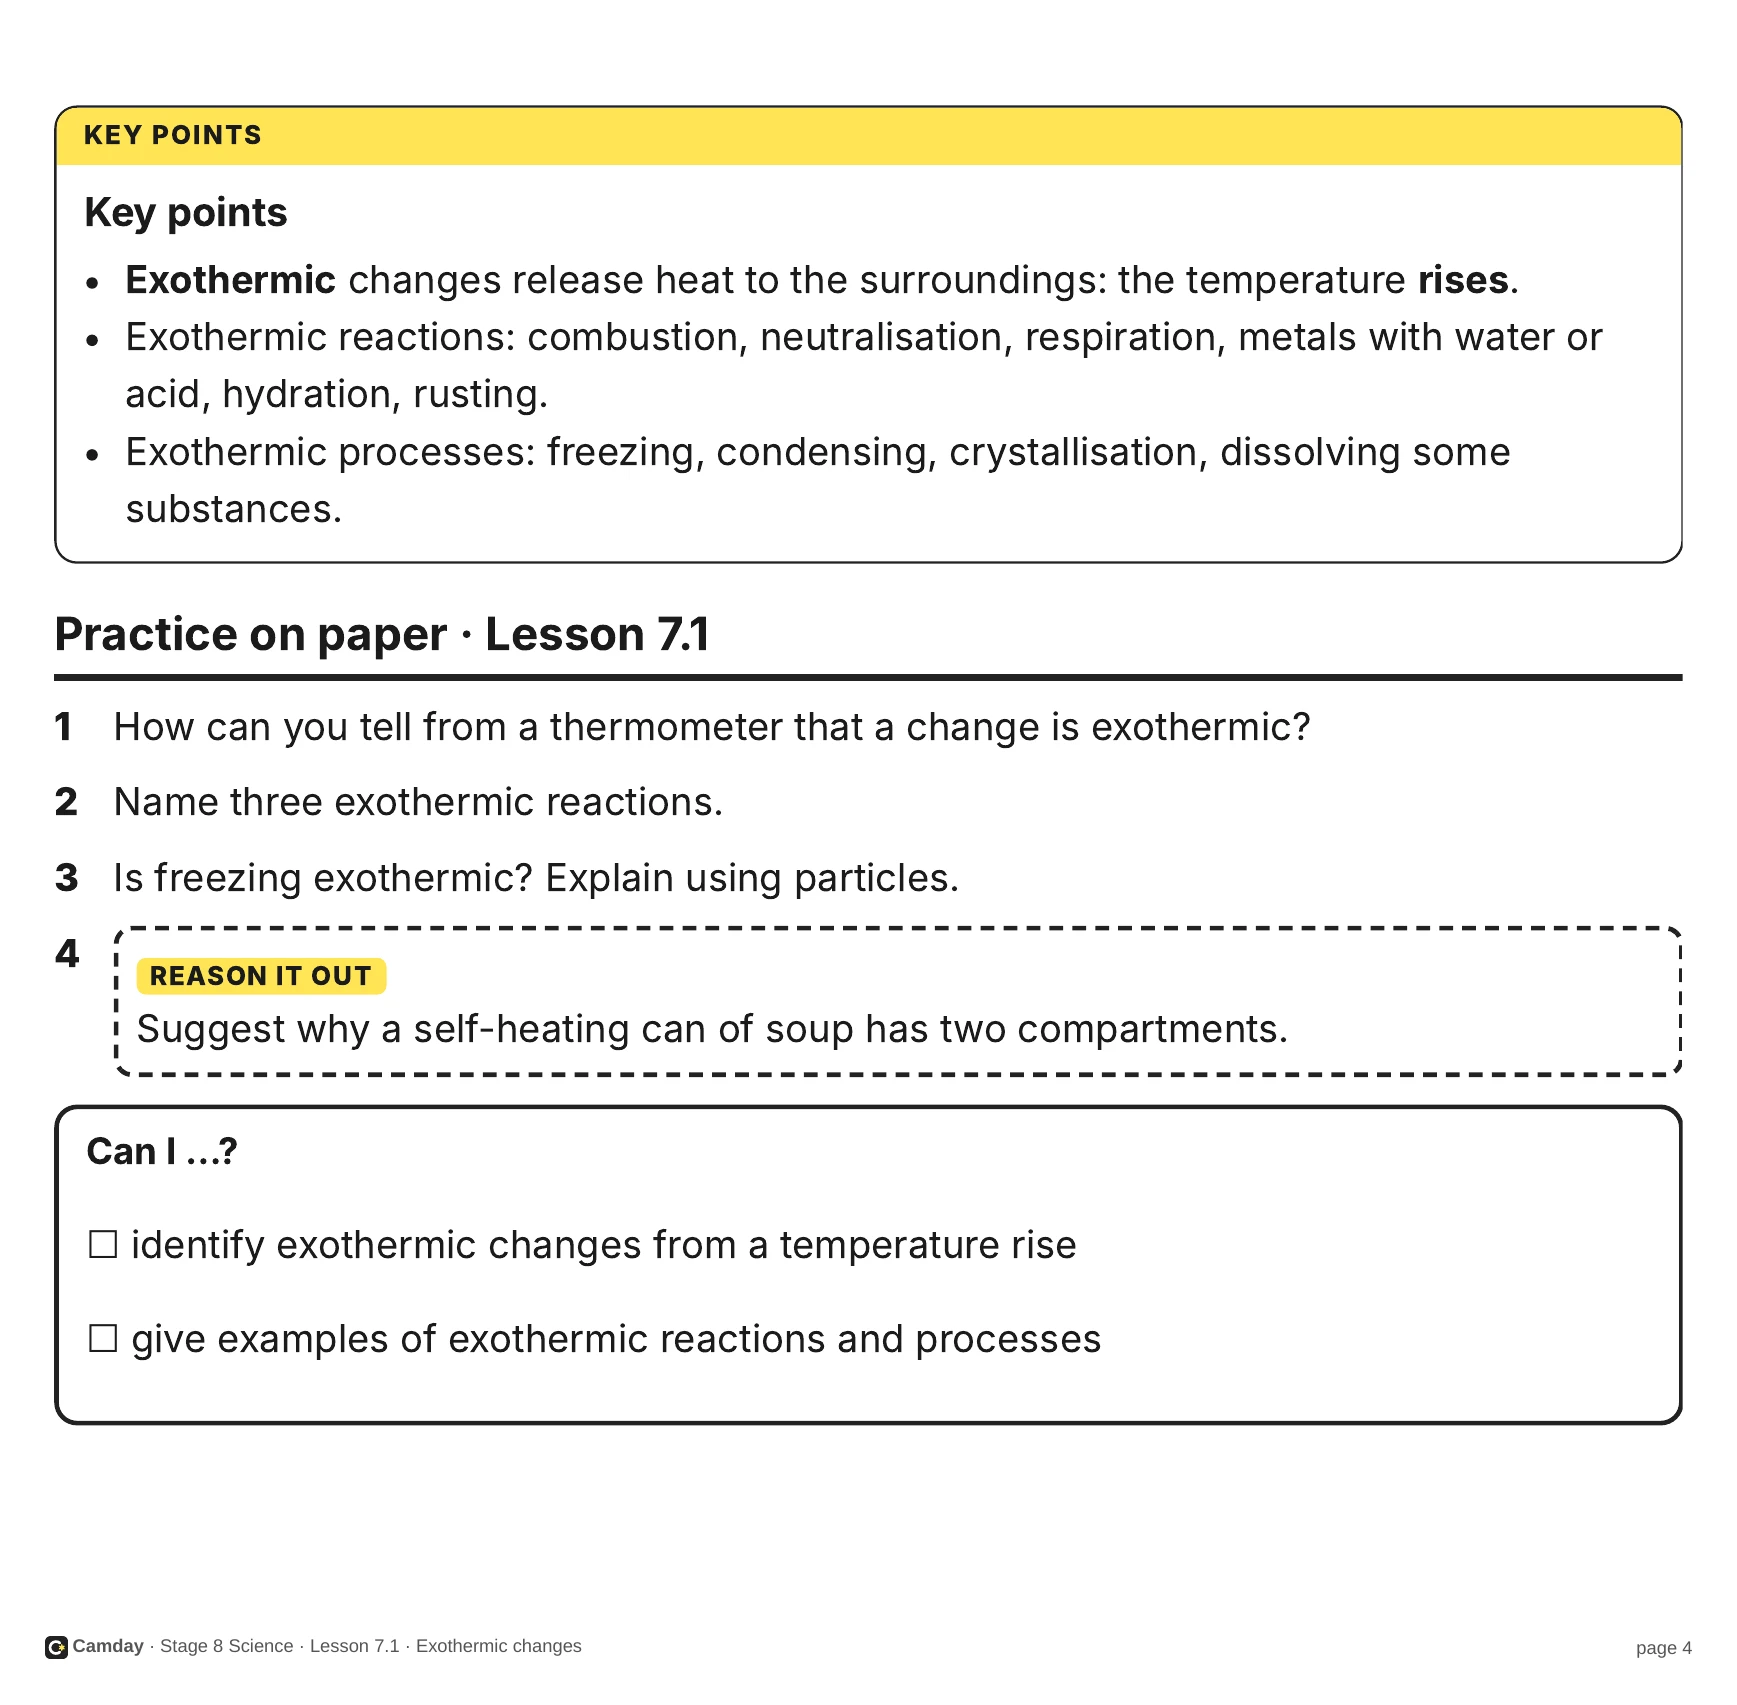 KEY POINTS
Key points
• Exothermic changes release heat to the surroundings: the temperature rises.
• Exothermic reactions: combustion, neutralisation, respiration, metals with water or
acid, hydration, rusting.
• Exothermic processes: freezing, condensing, crystallisation, dissolving some
substances.
Practice on paper · Lesson 7.1
1 How can you tell from a thermometer that a change is exothermic?
2 Name three exothermic reactions.
3 Is freezing exothermic? Explain using particles.
4 REASON IT OUT
Suggest why a self-heating can of soup has two compartments.
Can I …?
☐ identify exothermic changes from a temperature rise
☐ give examples of exothermic reactions and processes
Camday · Stage 8 Science · Lesson 7.1 · Exothermic changes
page 4